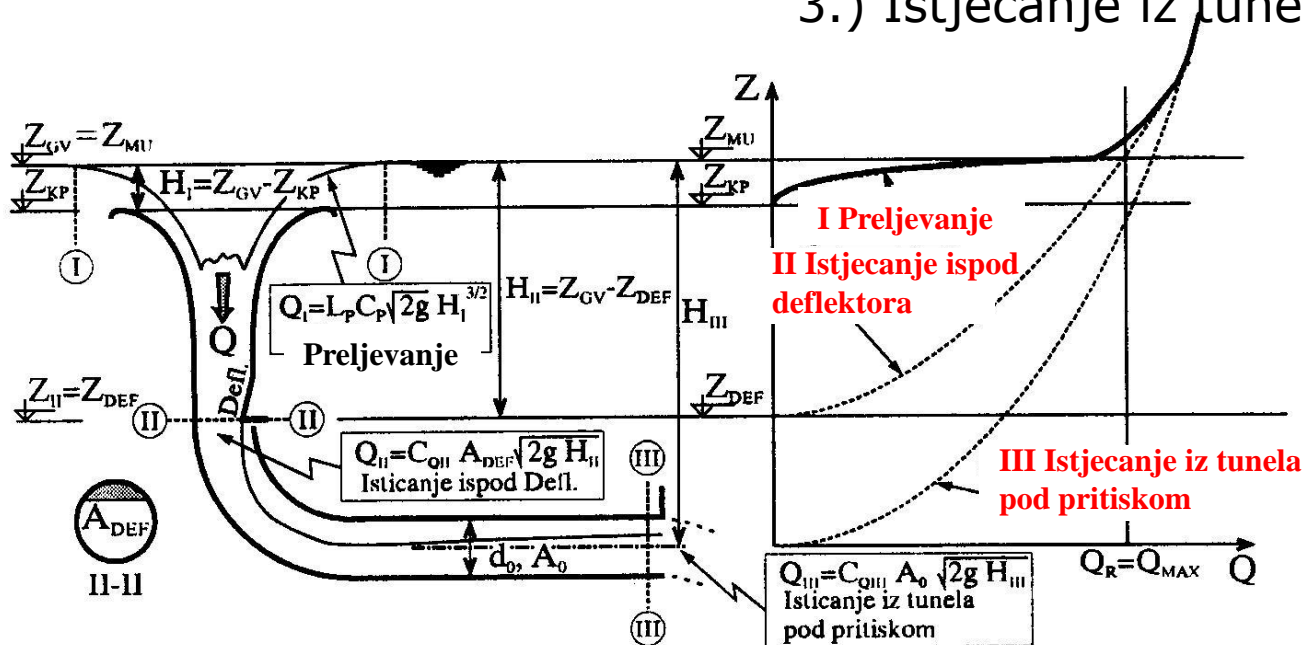 3.) Istjecanje iz tune
Z_GV = Z_MU
Z_KP
H_I=Z_GV-Z_KP
I
I
Q_I=L_P C_P√2g H_I^3/2
Preljevanje
Q
Defl.
Z_II=Z_DEF
II
II
H_II=Z_GV-Z_DEF
H_III
Q_II=C_QII A_DEF√2g H_II
Isticanje ispod Defl.
A_DEF
II-II
d_0, A_0
III
III
Q_III=C_QIII A_0 √2g H_III
Isticanje iz tunela
pod pritiskom
Z
Z_MU
Z_KP
Z_DEF
I Preljevanje
II Istjecanje ispod
deflektora
III Istjecanje iz tunela
pod pritiskom
Q_R=Q_MAX
Q